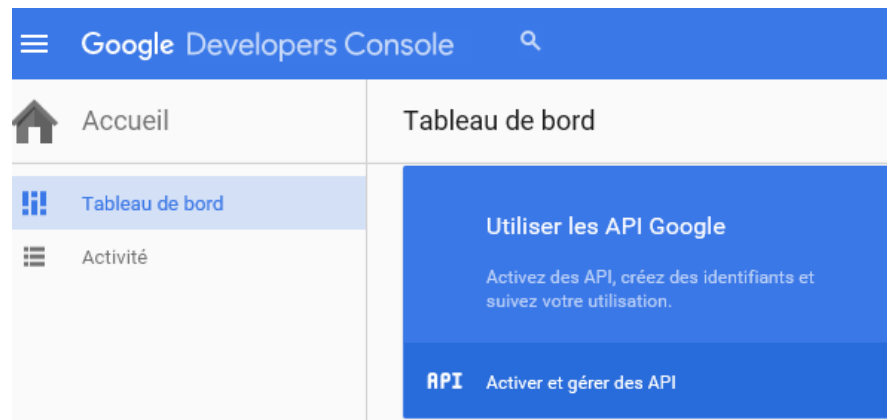 Google Developers Console
Accueil
Tableau de bord
Tableau de bord
Activité
Utiliser les API Google
Activez des API, créez des identifiants et
suivez votre utilisation.
API Activer et gérer des API